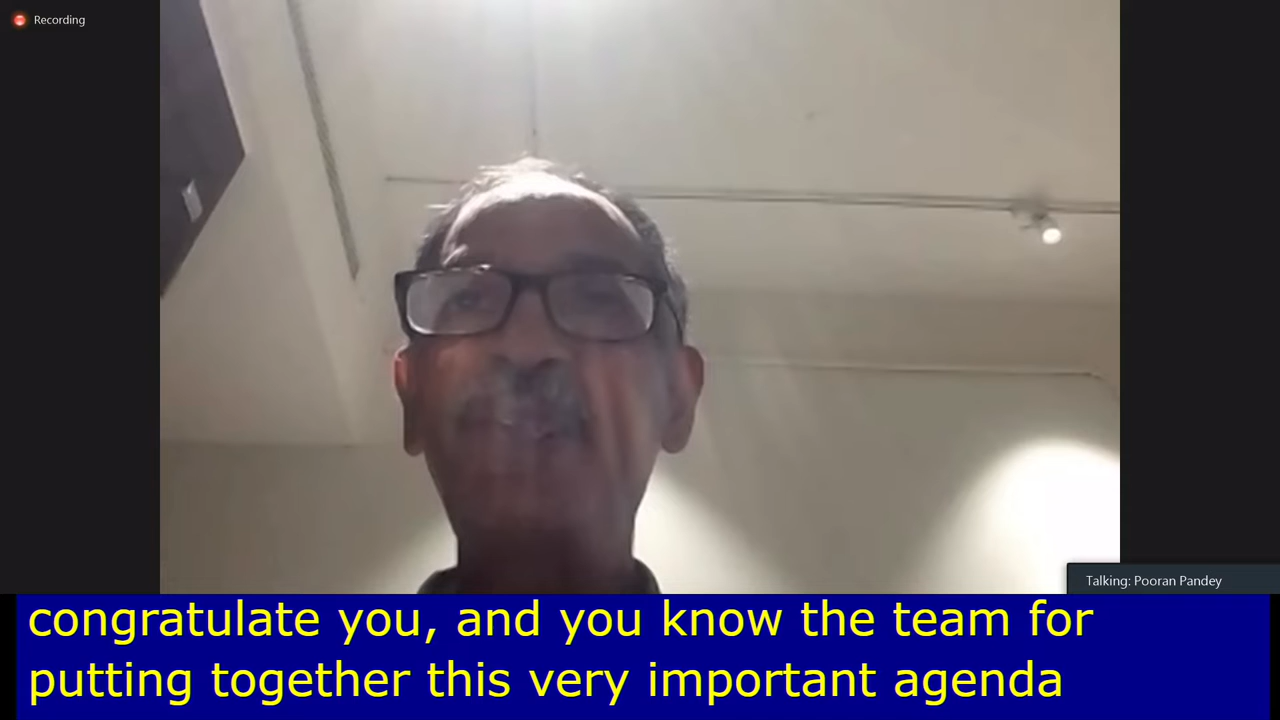 Recording
Talking: Pooran Pandey
congratulate you, and you know the team for
putting together this very important agenda